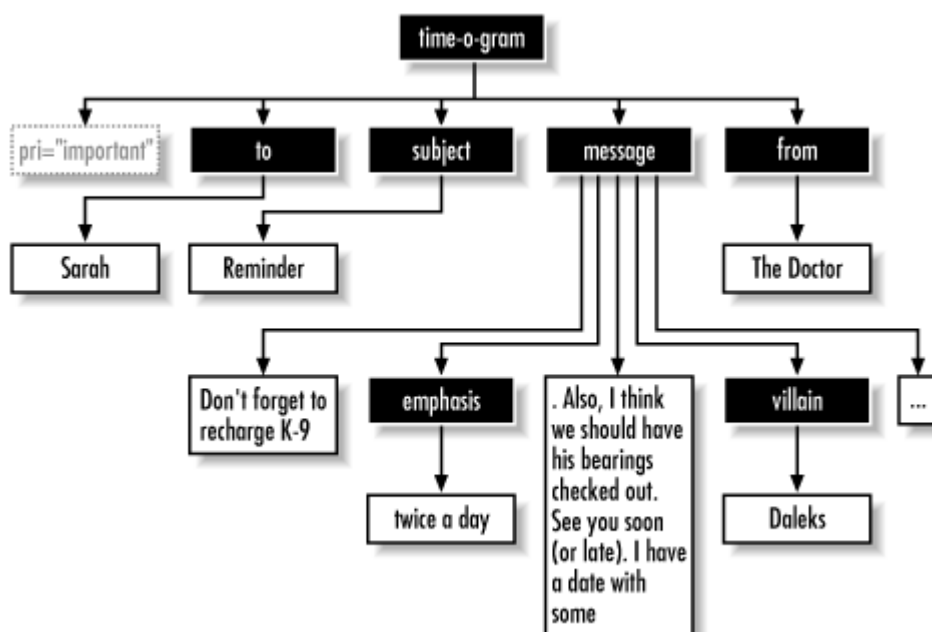 time-o-gram
pri="important"
to
subject
message
from
Sarah
Reminder
The Doctor
Don't forget to
recharge K-9
emphasis
. Also, I think
we should have
his bearings
checked out.
See you soon
(or late). I have
a date with
some
villain
...
twice a day
Daleks